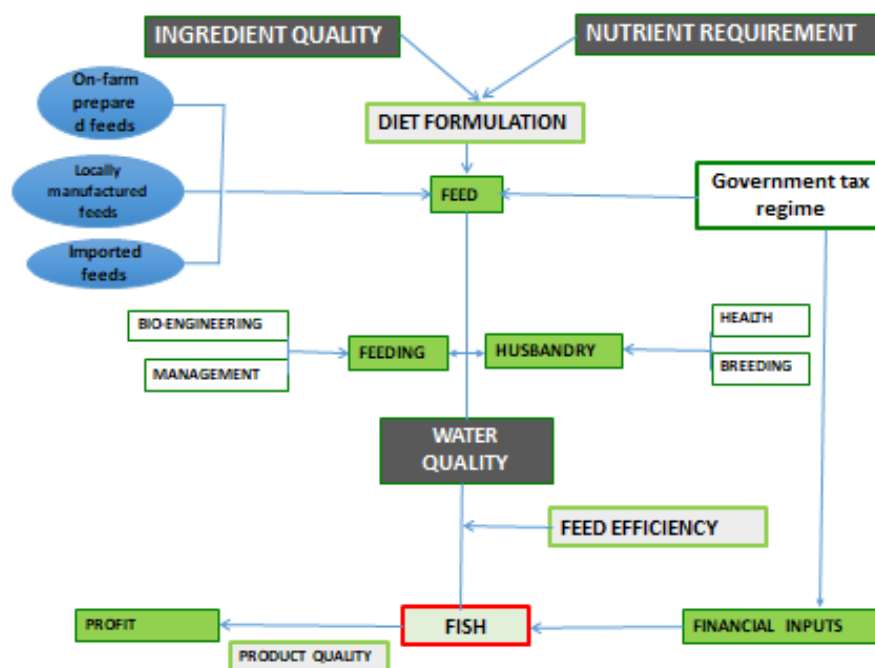 INGREDIENT QUALITY
NUTRIENT REQUIREMENT
On-farm
prepare
d feeds
DIET FORMULATION
Locally
manufactured
feeds
FEED
Government tax
regime
Imported
feeds
BIO-ENGINEERING
MANAGEMENT
FEEDING
HUSBANDRY
HEALTH
BREEDING
WATER
QUALITY
FEED EFFICIENCY
PROFIT
FISH
FINANCIAL INPUTS
PRODUCT QUALITY